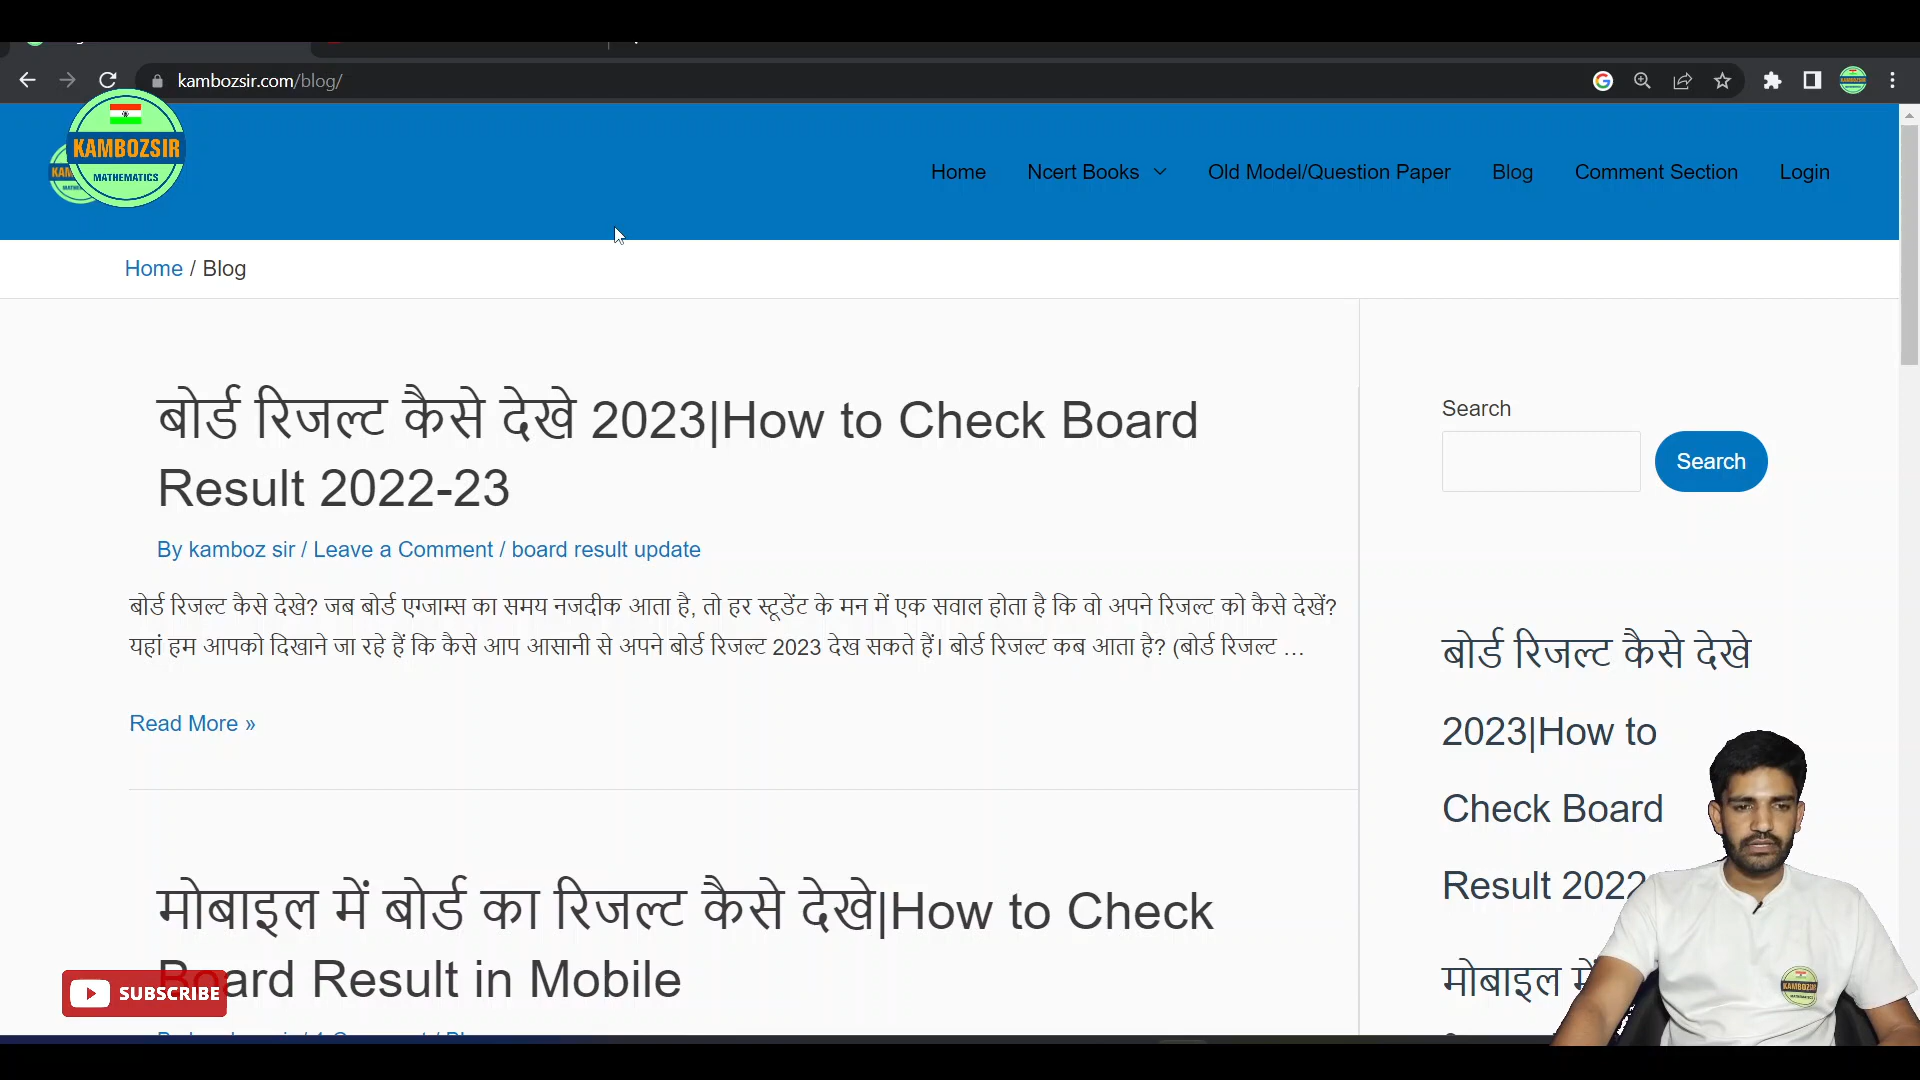 kambozsir.com/blog/
KAMBOZSIR
MATHEMATICS
Home
Ncert Books
Old Model/Question Paper
Blog
Comment Section
Login
Home / Blog
बोर्ड रिजल्ट कैसे देखे 2023|How to Check Board
Result 2022-23
By kamboz sir / Leave a Comment / board result update
बोर्ड रिजल्ट कैसे देखे? जब बोर्ड एग्जाम्स का समय नजदीक आता है, तो हर स्टूडेंट के मन में एक सवाल होता है कि वो अपने रिजल्ट को कैसे देखें?
यहां हम आपको दिखाने जा रहे हैं कि कैसे आप आसानी से अपने बोर्ड रिजल्ट 2023 देख सकते हैं। बोर्ड रिजल्ट कब आता है? (बोर्ड रिजल्ट …
Read More »
मोबाइल में बोर्ड का रिजल्ट कैसे देखे|How to Check
Board Result in Mobile
SUBSCRIBE
Search
Search
बोर्ड रिजल्ट कैसे देखे
2023|How to
Check Board
Result 2022
मोबाइल में
KAMBOZSIR